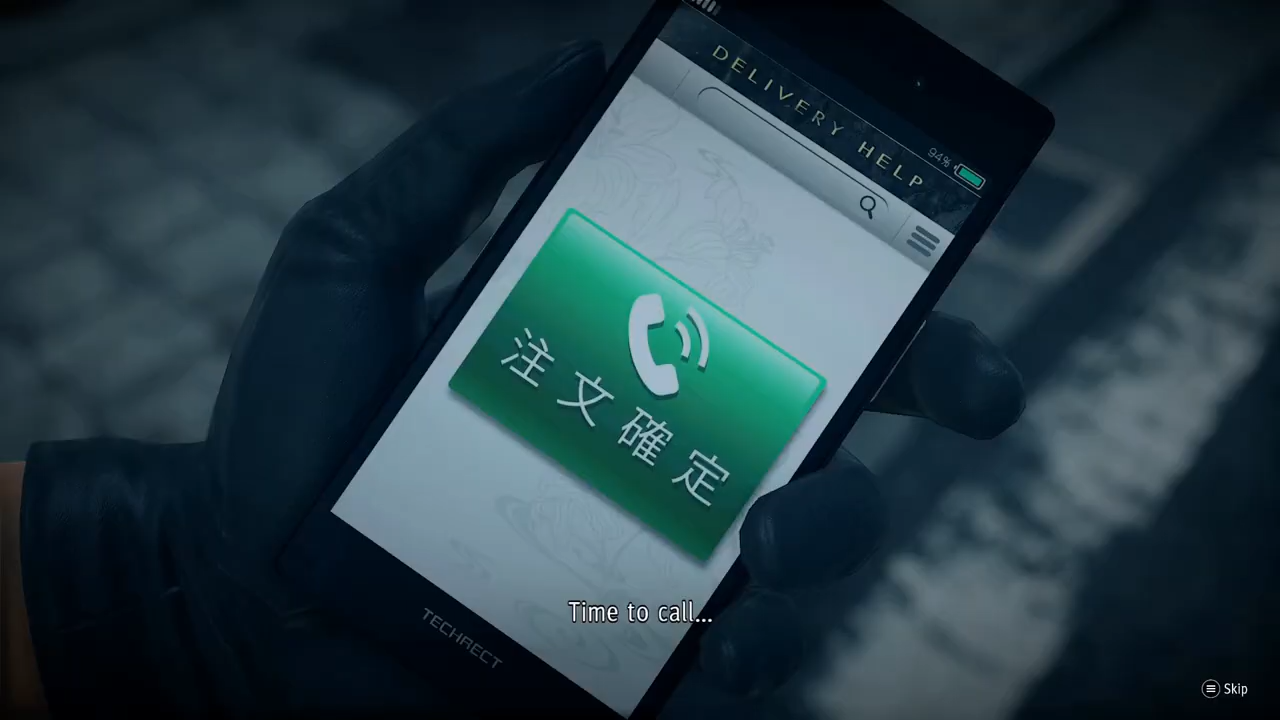 DELIVERY HELP
94%
注文確定
Time to call...
TECHRECT
Skip